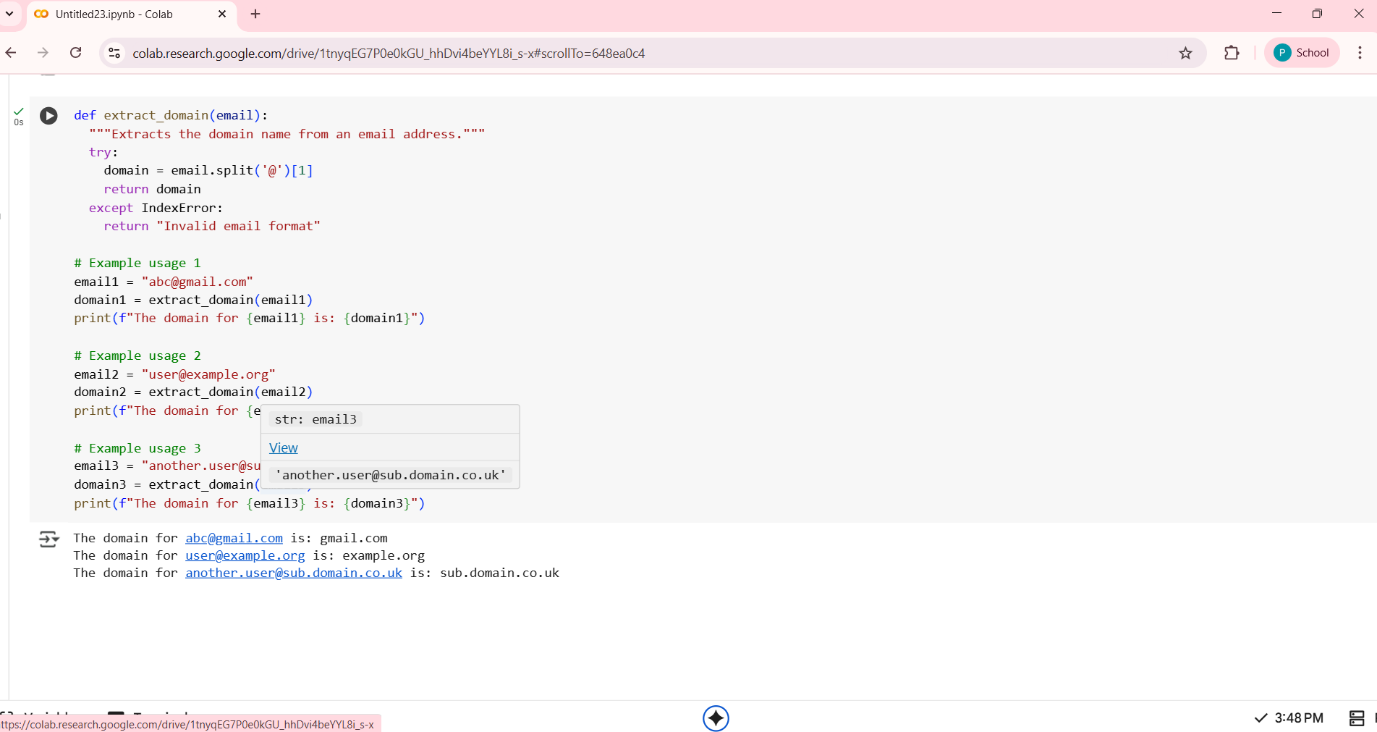 Untitled23.ipynb - Colab
colab.research.google.com/drive/1tnyqEG7P0e0kGU_hhDvi4beYYL8i_s-x#scrollTo=648ea0c4
P School
0s
def extract_domain(email):
"""Extracts the domain name from an email address."""
try:
domain = email.split('@')[1]
return domain
except IndexError:
return "Invalid email format"
# Example usage 1
email1 = "abc@gmail.com"
domain1 = extract_domain(email1)
print(f"The domain for {email1} is: {domain1}")
# Example usage 2
email2 = "user@example.org"
domain2 = extract_domain(email2)
print(f"The domain for {e
str: email3
View
'another.user@sub.domain.co.uk'
# Example usage 3
email3 = "another.user@su
domain3 = extract_domain(
print(f"The domain for {email3} is: {domain3}")
The domain for abc@gmail.com is: gmail.com
The domain for user@example.org is: example.org
The domain for another.user@sub.domain.co.uk is: sub.domain.co.uk
ttps://colab.research.google.com/drive/1tnyqEG7P0e0kGU_hhDvi4beYYL8i_s-x
3:48 PM